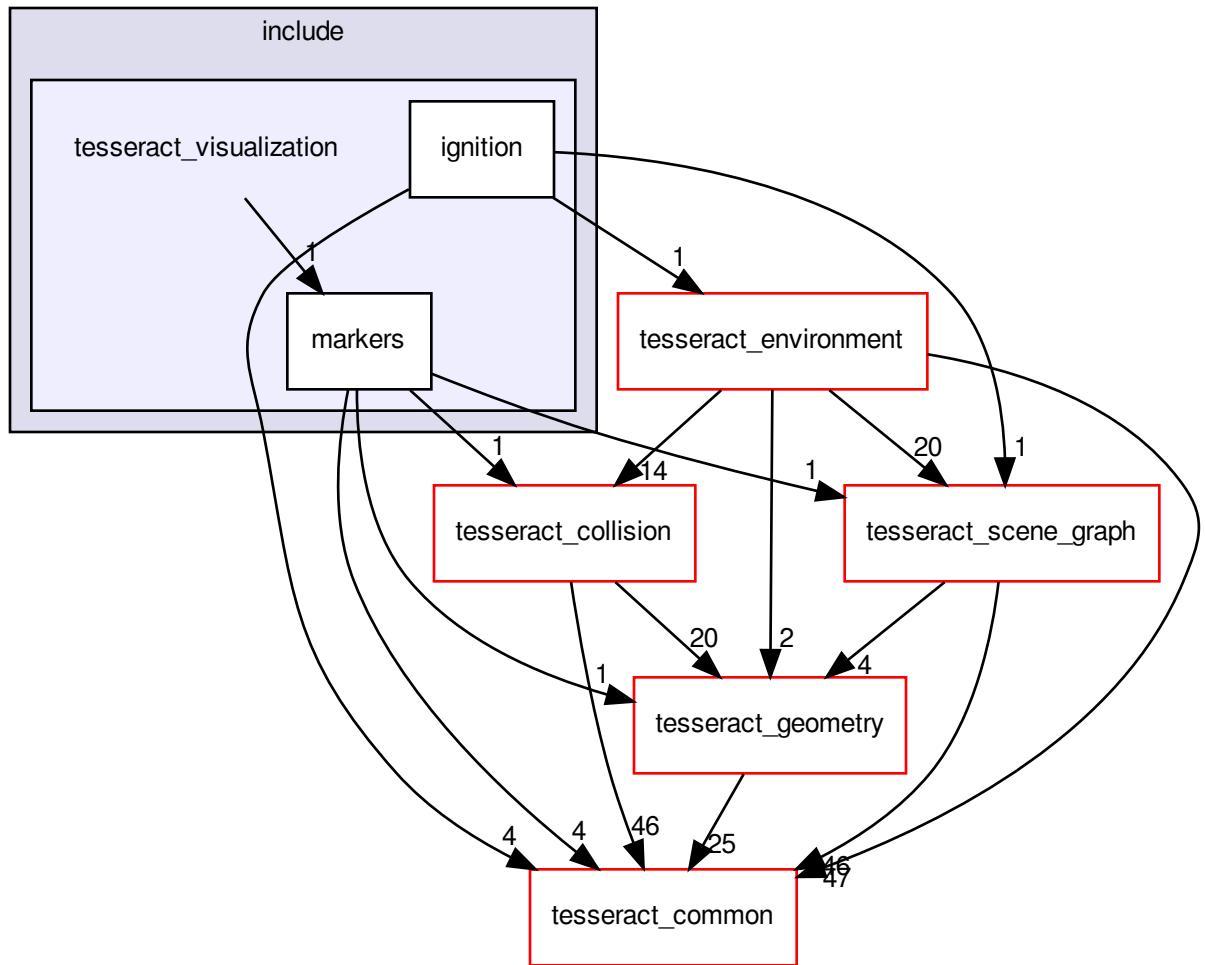 include
tesseract_visualization
ignition
1
1
markers
tesseract_environment
1
14
1
20
1
tesseract_collision
tesseract_scene_graph
20
2
4
1
tesseract_geometry
4
4
46
25
46
47
tesseract_common